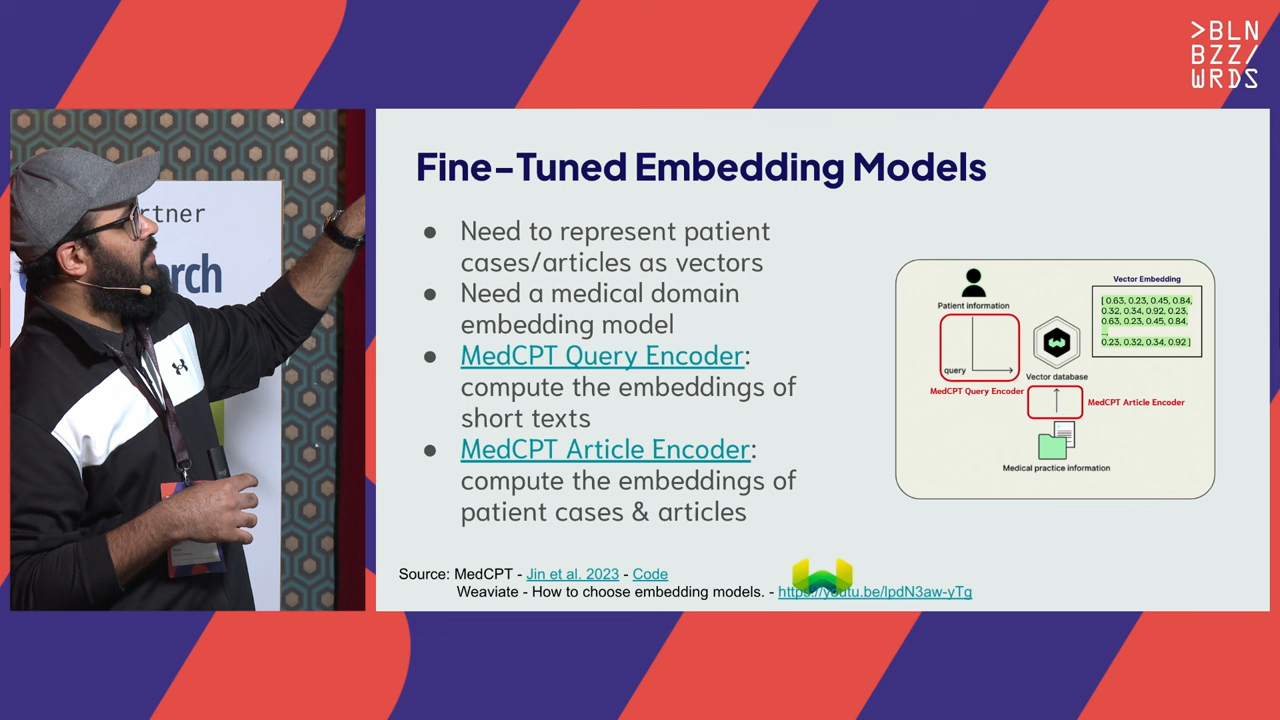 >BLN
BZZ/
WRDS
rtner
arch
Fine-Tuned Embedding Models
● Need to represent patient
cases/articles as vectors
● Need a medical domain
embedding model
● MedCPT Query Encoder:
compute the embeddings of
short texts
● MedCPT Article Encoder:
compute the embeddings of
patient cases & articles
Patient information
query
MedCPT Query Encoder
Vector database
Vector Embedding
[ 0.63, 0.23, 0.45, 0.84,
0.32, 0.34, 0.92, 0.23,
0.63, 0.23, 0.45, 0.84,
...
0.23, 0.32, 0.34, 0.92 ]
MedCPT Article Encoder
Medical practice information
Source: MedCPT - Jin et al. 2023 - Code
Weaviate - How to choose embedding models. - https://youtu.be/lpdN3aw-yTg